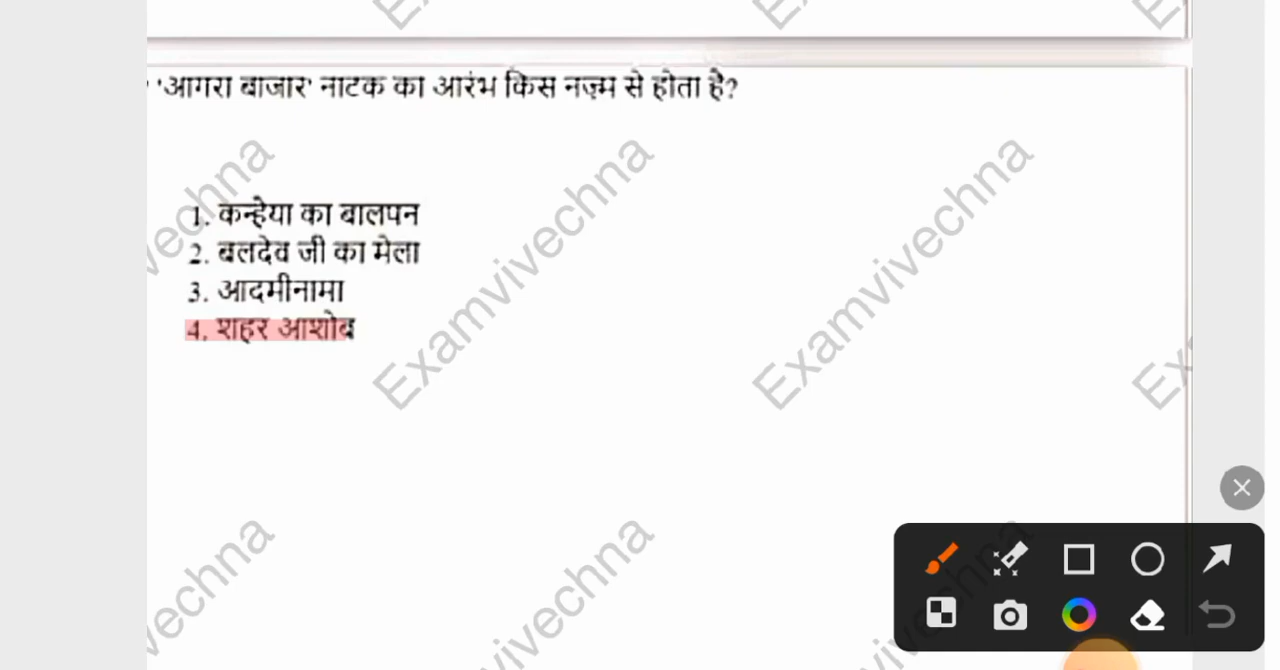 'आगरा बाजार' नाटक का आरंभ किस नज़्म से होता है?
1. कन्हैया का बालपन
2. बलदेव जी का मेला
3. आदमीनामा
4. शहर आशोब
Examvivechna
Examvivechna